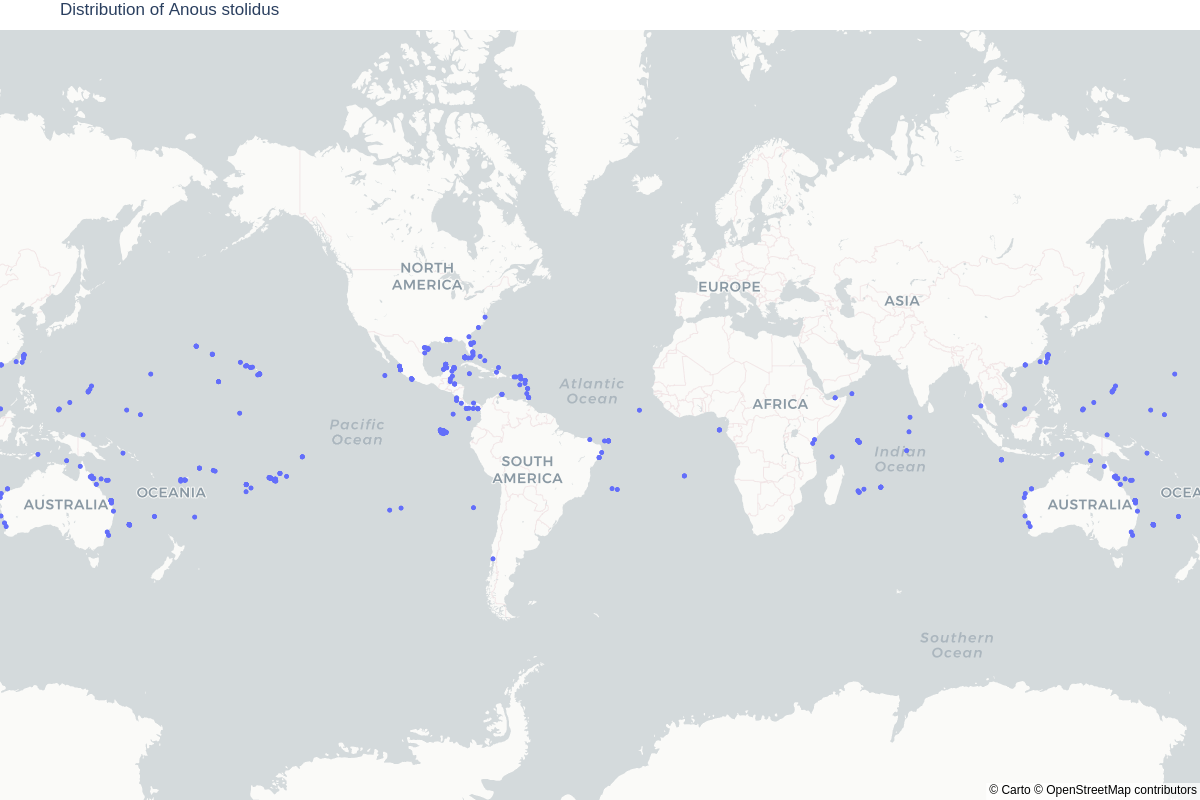 Distribution of Anous stolidus
NORTH
AMERICA
EUROPE
ASIA
Atlantic
Ocean
AFRICA
Pacific
Ocean
Indian
Ocean
SOUTH
AMERICA
OCEANIA
OCEA
AUSTRALIA
AUSTRALIA
Southern
Ocean
© Carto © OpenStreetMap contributors